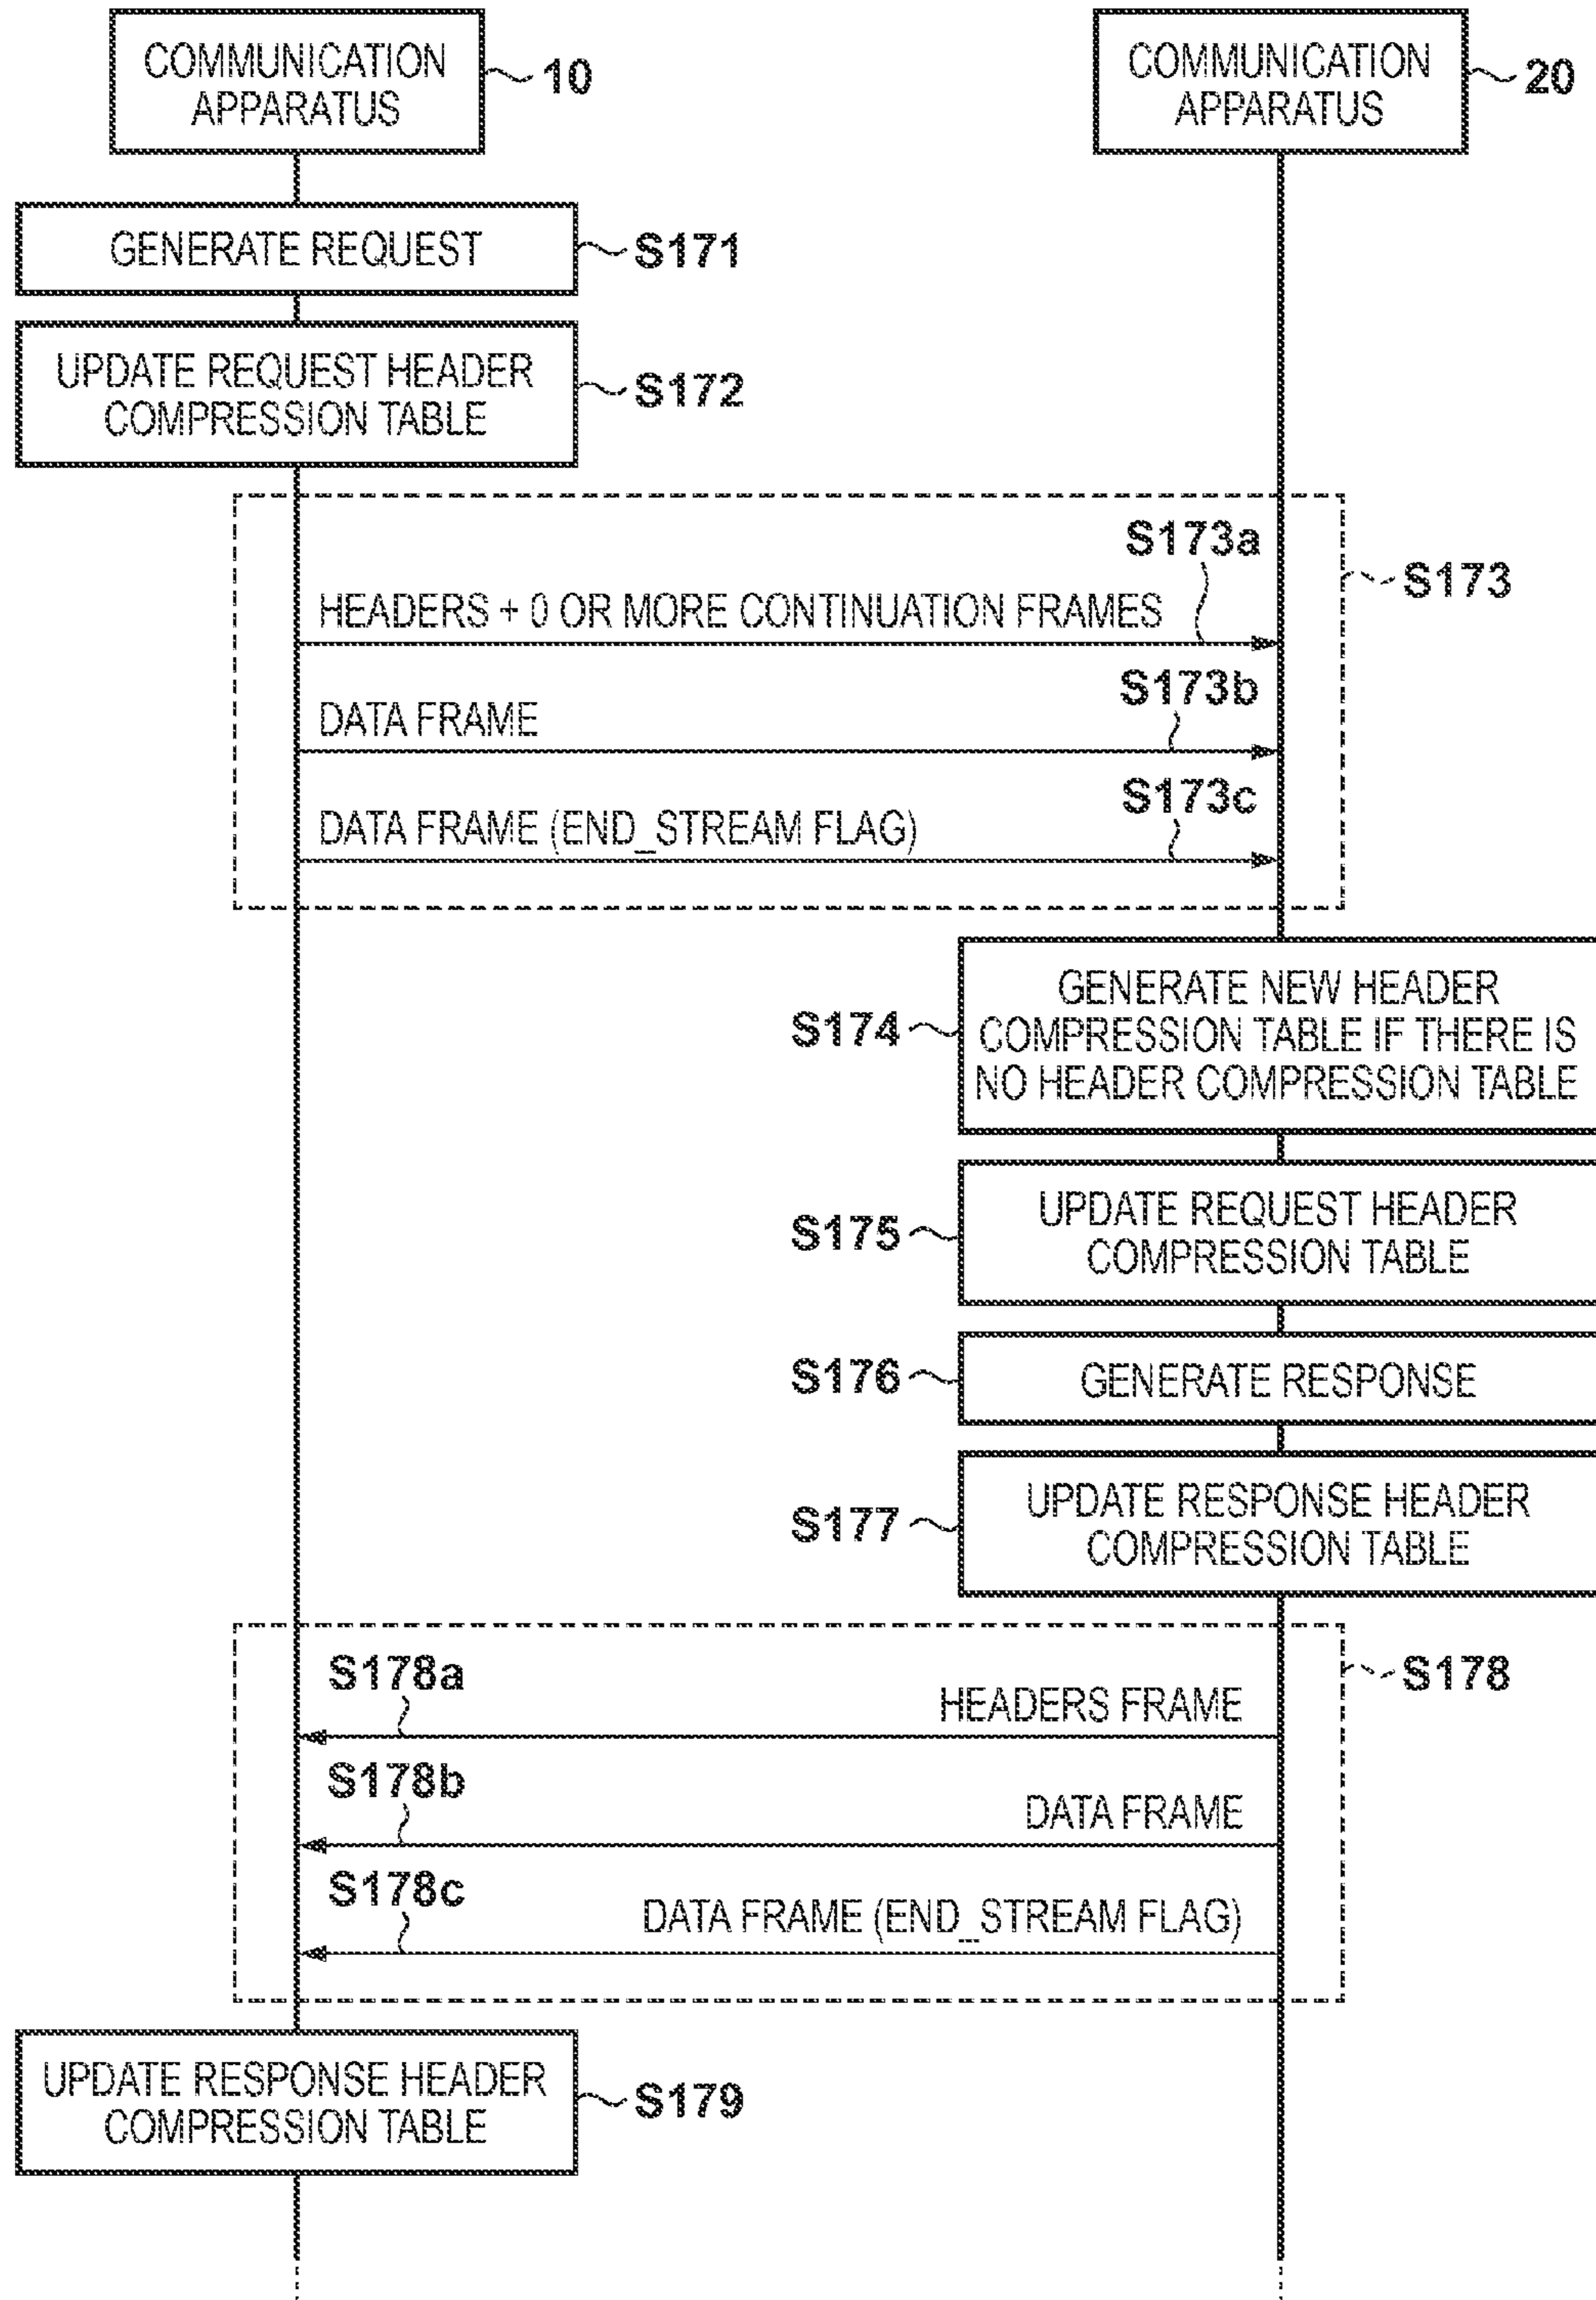 COMMUNICATION
APPARATUS
10
COMMUNICATION
APPARATUS
20
GENERATE REQUEST
S171
UPDATE REQUEST HEADER
COMPRESSION TABLE
S172
S173
S173a
HEADERS + 0 OR MORE CONTINUATION FRAMES
S173b
DATA FRAME
S173c
DATA FRAME (END_STREAM FLAG)
S174
GENERATE NEW HEADER
COMPRESSION TABLE IF THERE IS
NO HEADER COMPRESSION TABLE
S175
UPDATE REQUEST HEADER
COMPRESSION TABLE
S176
GENERATE RESPONSE
S177
UPDATE RESPONSE HEADER
COMPRESSION TABLE
S178
S178a
HEADERS FRAME
S178b
DATA FRAME
S178c
DATA FRAME (END_STREAM FLAG)
UPDATE RESPONSE HEADER
COMPRESSION TABLE
S179